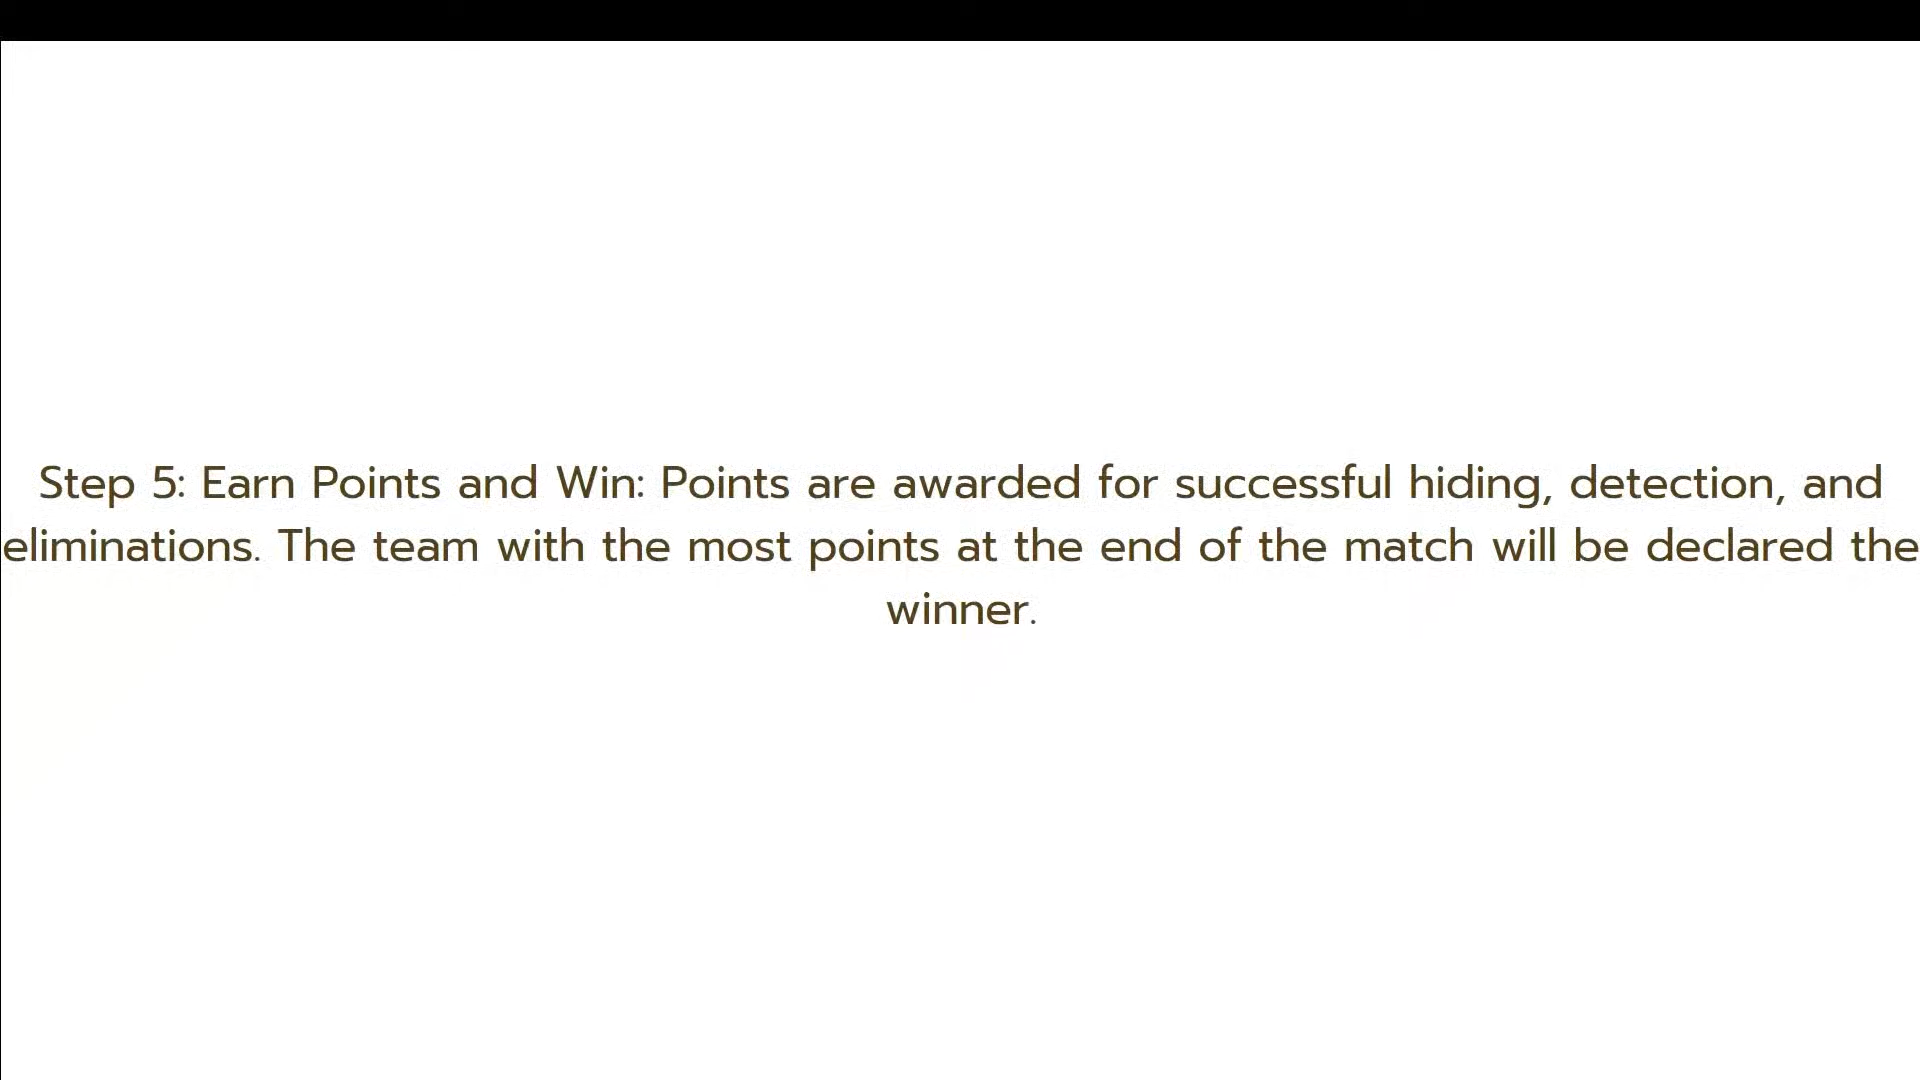 Step 5: Earn Points and Win: Points are awarded for successful hiding, detection, and
eliminations. The team with the most points at the end of the match will be declared the
winner.